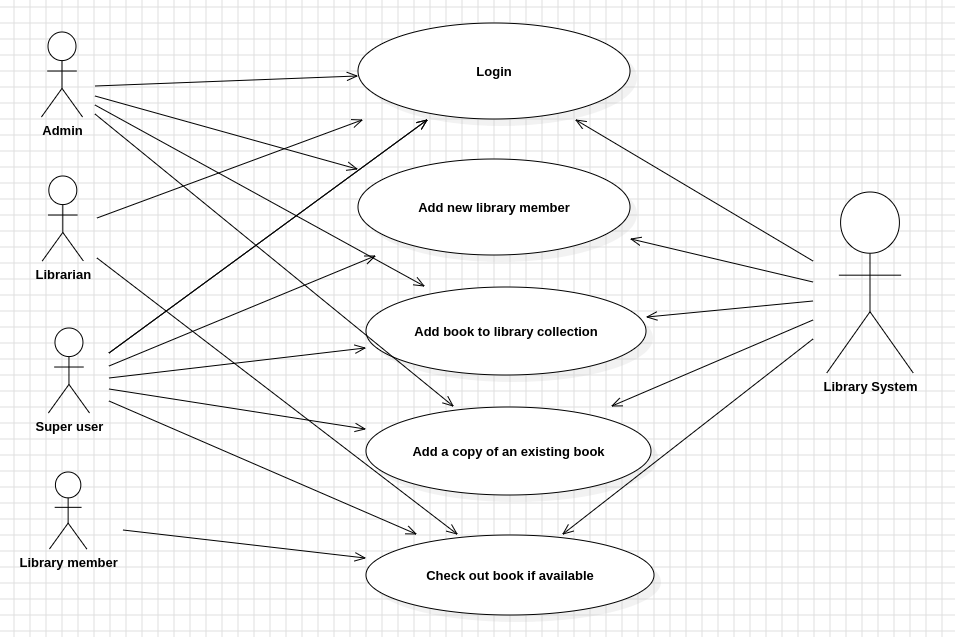 Login
Admin
Add new library member
Librarian
Add book to library collection
Library System
Super user
Add a copy of an existing book
Library member
Check out book if available